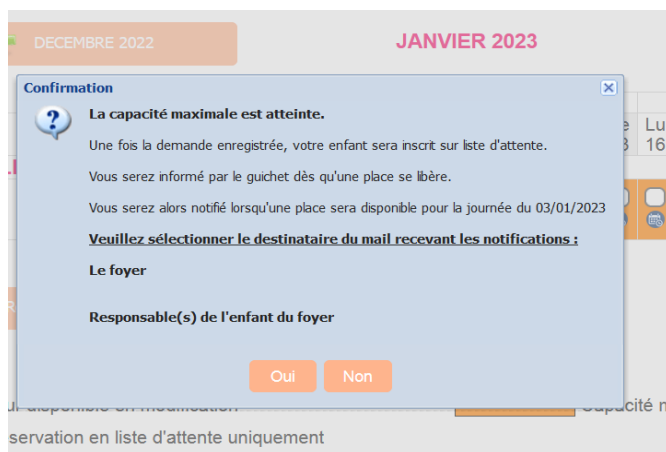 DECEMBRE 2022
JANVIER 2023
Confirmation
La capacité maximale est atteinte.
Une fois la demande enregistrée, votre enfant sera inscrit sur liste d'attente.
Lu
16
Vous serez informé par le guichet dès qu'une place se libère.
Vous serez alors notifié lorsqu'une place sera disponible pour la journée du 03/01/2023
Veuillez sélectionner le destinataire du mail recevant les notifications :
Le foyer
Responsable(s) de l'enfant du foyer
Oui Non
disponible en modification
servation en liste d'attente uniquement